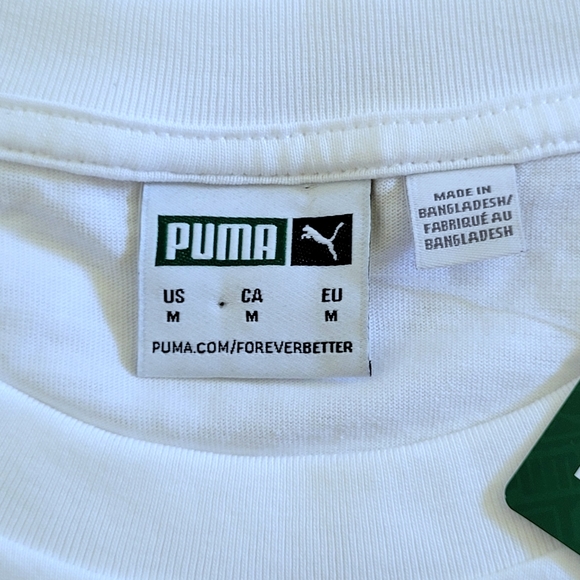 PUMA
US CA EU
M M M
PUMA.COM/FOREVERBETTER
MADE IN
BANGLADESH/
FABRIQUÉ AU
BANGLADESH